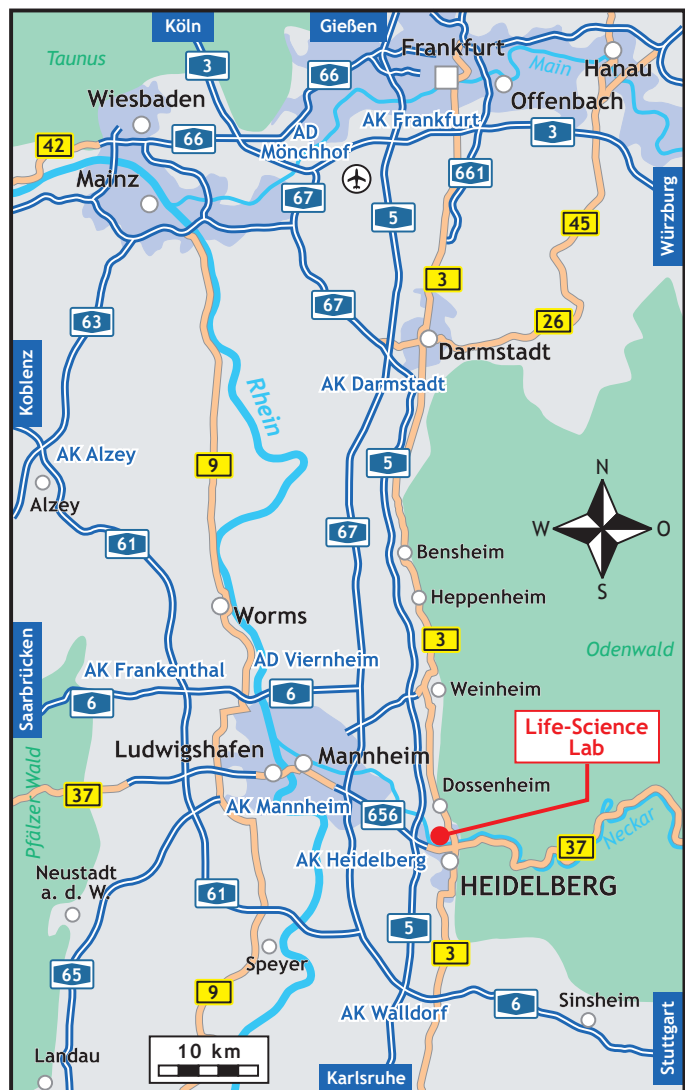 Köln
Gießen
Taunus
3
66
Frankfurt
Main
Hanau
Wiesbaden
Offenbach
AD
Mönchhof
AK Frankfurt
66
3
42
Mainz
67
661
Würzburg
5
45
3
67
26
63
Darmstadt
Koblenz
AK Darmstadt
Rhein
AK Alzey
9
5
Alzey
N
W
O
S
61
67
Bensheim
Heppenheim
Worms
3
Odenwald
Saarbrücken
AK Frankenthal
AD Viernheim
6
6
Weinheim
Life-Science
Lab
Ludwigshafen
Mannheim
Pfälzer Wald
37
AK Mannheim
656
Dossenheim
Neckar
37
AK Heidelberg
HEIDELBERG
Neustadt
a. d. W.
61
5
3
Speyer
65
9
6
Sinsheim
AK Walldorf
Stuttgart
10 km
Landau
Karlsruhe